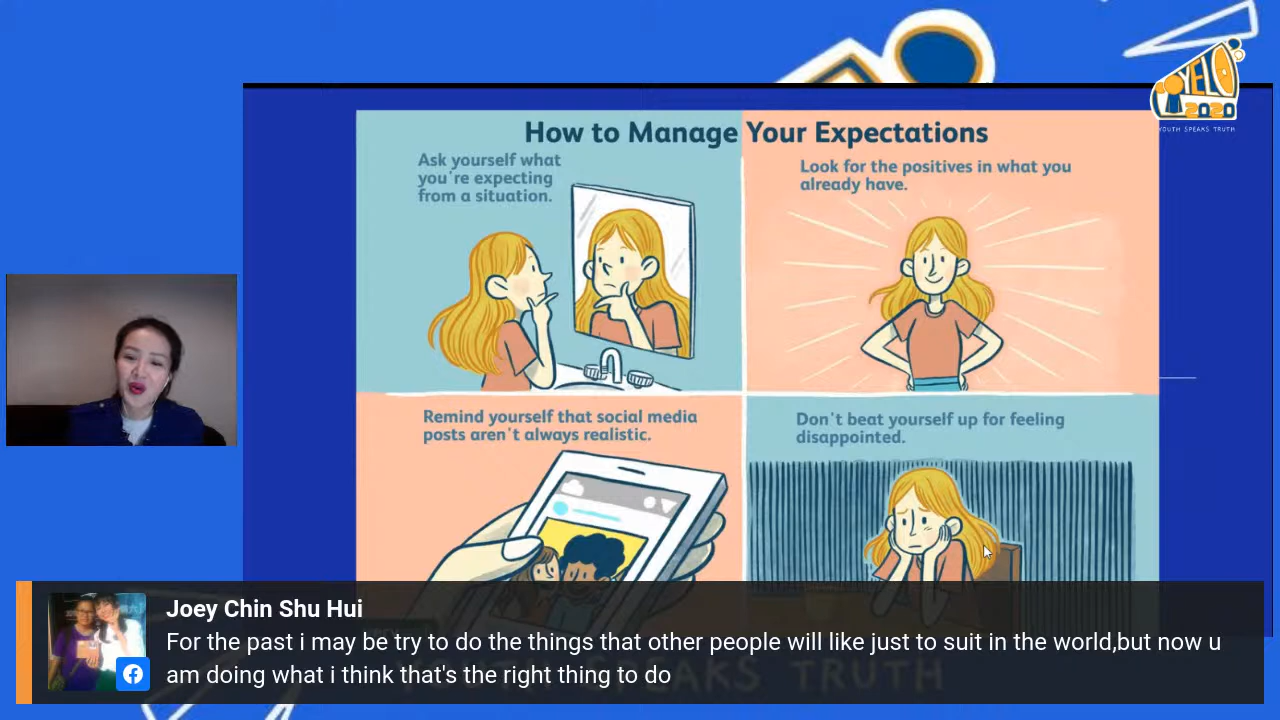 YELO
2020
YOUTH SPEAKS TRUTH
How to Manage Your Expectations
Ask yourself what
you're expecting
from a situation.
Look for the positives in what you
already have.
Remind yourself that social media
posts aren't always realistic.
Don't beat yourself up for feeling
disappointed.
Joey Chin Shu Hui
For the past i may be try to do the things that other people will like just to suit in the world,but now u
am doing what i think that's the right thing to do
TRUTH